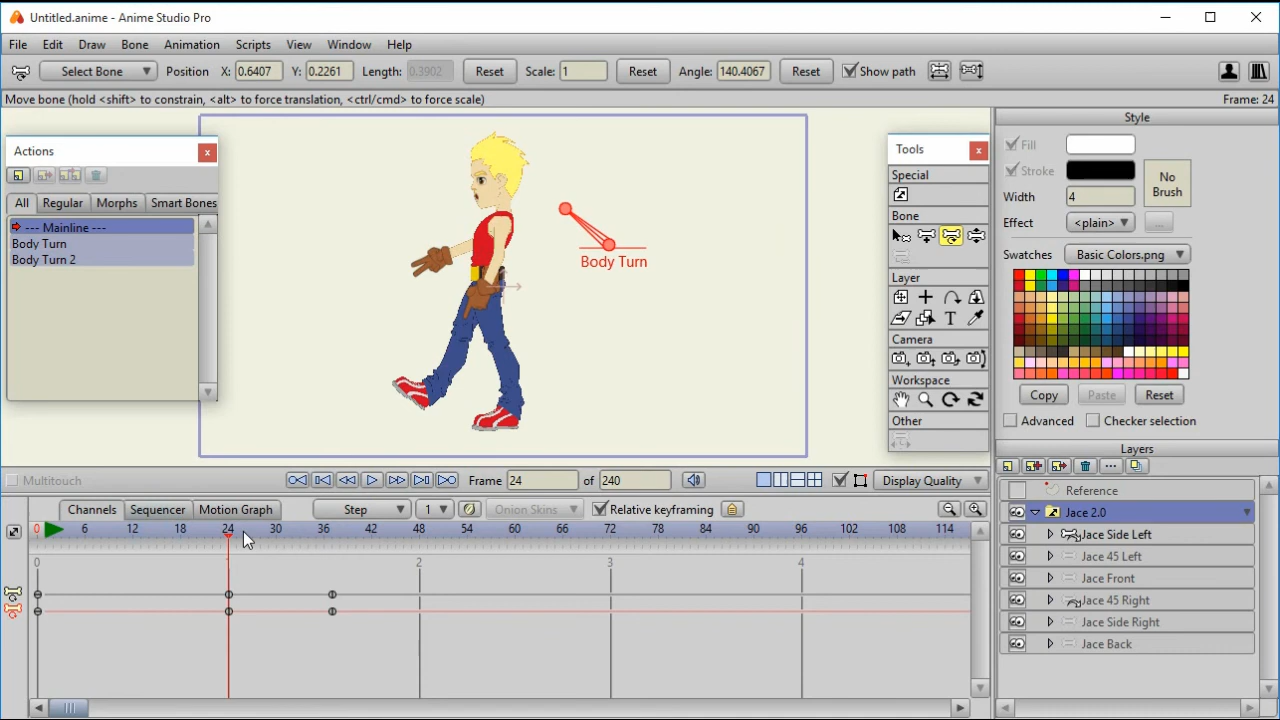 Untitled.anime - Anime Studio Pro
File Edit Draw Bone Animation Scripts View Window Help
Select Bone Position X: 0.6407 Y: 0.2261 Length: 0.3902 Reset Scale: 1 Reset Angle: 140.4067 Reset Show path
Move bone (hold <shift> to constrain, <alt> to force translation, <ctrl/cmd> to force scale) Frame: 24
Actions
All Regular Morphs Smart Bones
--- Mainline ---
Body Turn
Body Turn 2
Body Turn
Tools
Special
Bone
Layer
T
Camera
Workspace
Other
Style
Fill
Stroke
No Brush
Width 4
Effect <plain> ...
Swatches Basic Colors.png
Copy Paste Reset
Advanced Checker selection
Layers
Reference
Jace 2.0
Jace Side Left
Jace 45 Left
Jace Front
Jace 45 Right
Jace Side Right
Jace Back
Multitouch Frame 24 of 240 Display Quality
Channels Sequencer Motion Graph Step 1 Onion Skins Relative keyframing
0 6 12 18 24 30 36 42 48 54 60 66 72 78 84 90 96 102 108 114
0 2 3 4